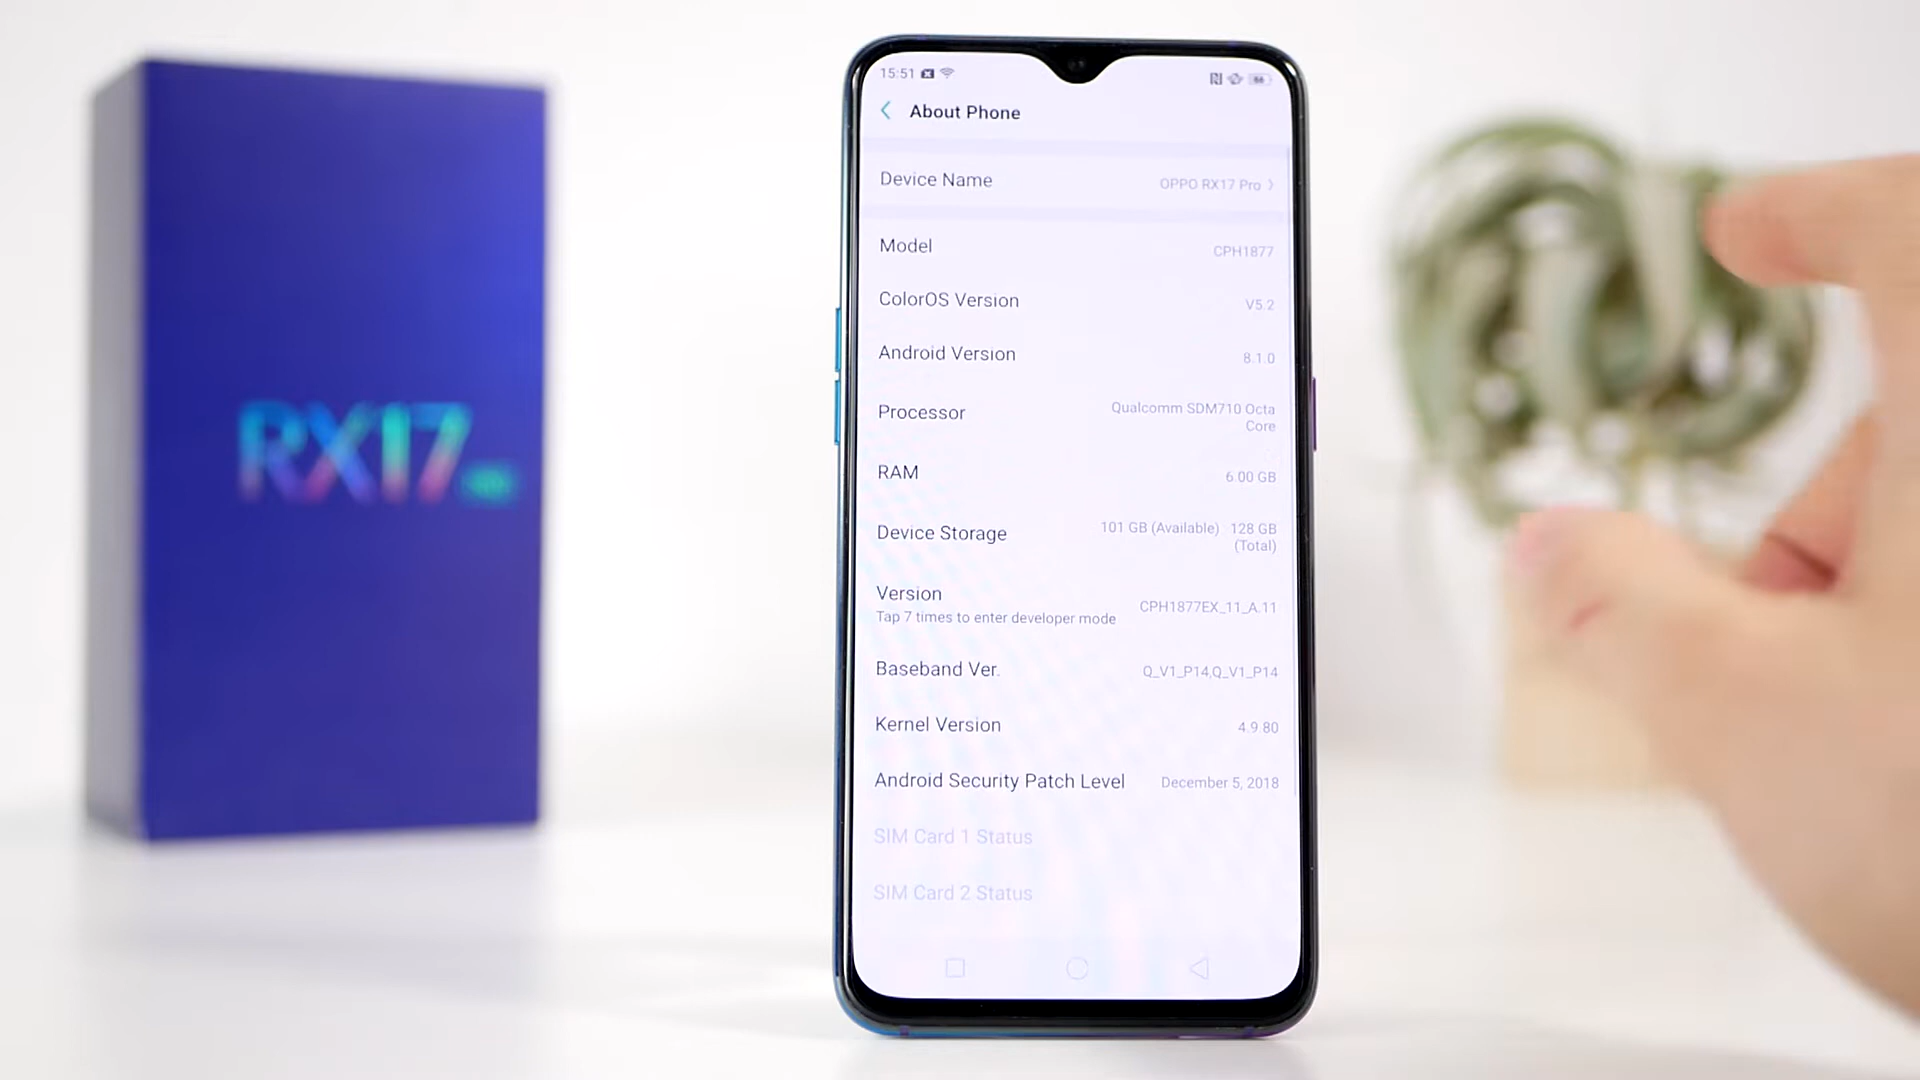 RX17
15:51
About Phone
Device Name OPPO RX17 Pro
Model CPH1877
ColorOS Version V5.2
Android Version 8.1.0
Processor Qualcomm SDM710 Octa
Core
RAM 6.00 GB
Device Storage 101 GB (Available) 128 GB
(Total)
Version CPH1877EX_11_A.11
Tap 7 times to enter developer mode
Baseband Ver. Q_V1_P14,Q_V1_P14
Kernel Version 4.9.80
Android Security Patch Level December 5, 2018
SIM Card 1 Status
SIM Card 2 Status